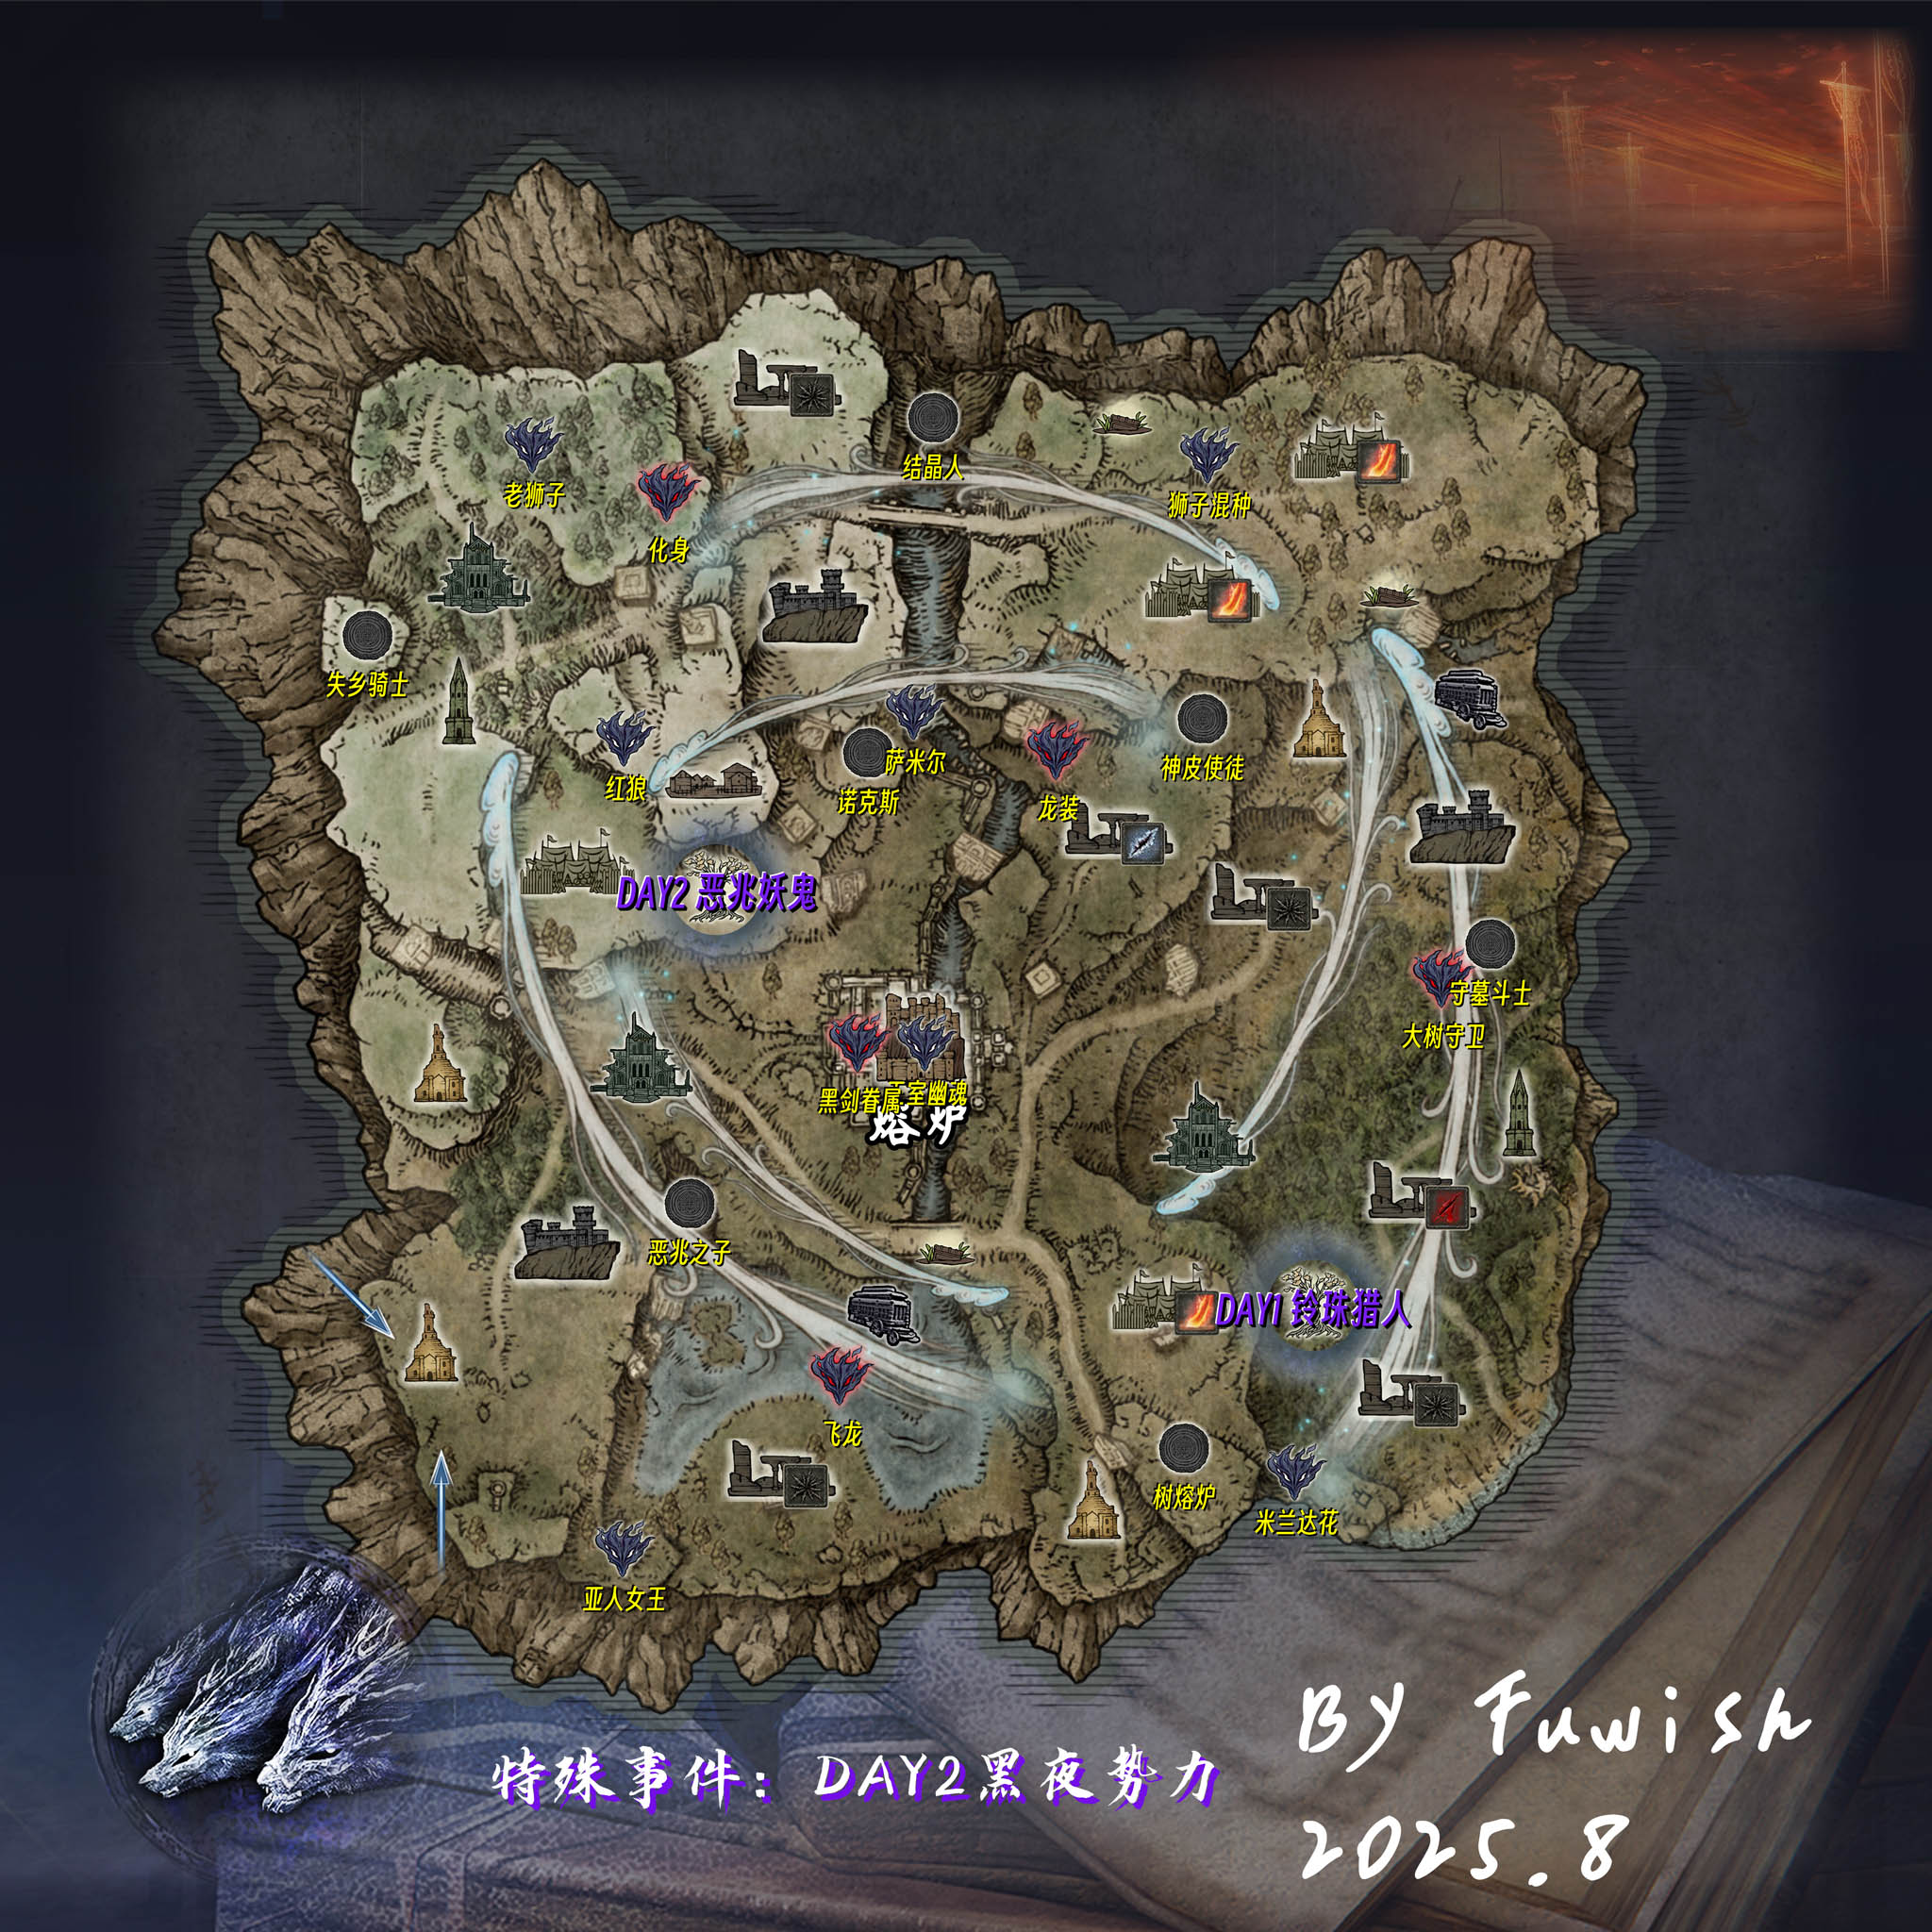 结晶人
老狮子
狮子混种
化身
失乡骑士
萨米尔
神皮使徒
红狼
诺克斯
龙装
DAY2 恶兆妖鬼
守墓斗士
大树守卫
黑剑眷属
王室幽魂
熔炉
恶兆之子
DAY1 铃珠猎人
飞龙
树熔炉
米兰达花
亚人女王
特殊事件：DAY2黑夜势力
By Fuwish
2025.8